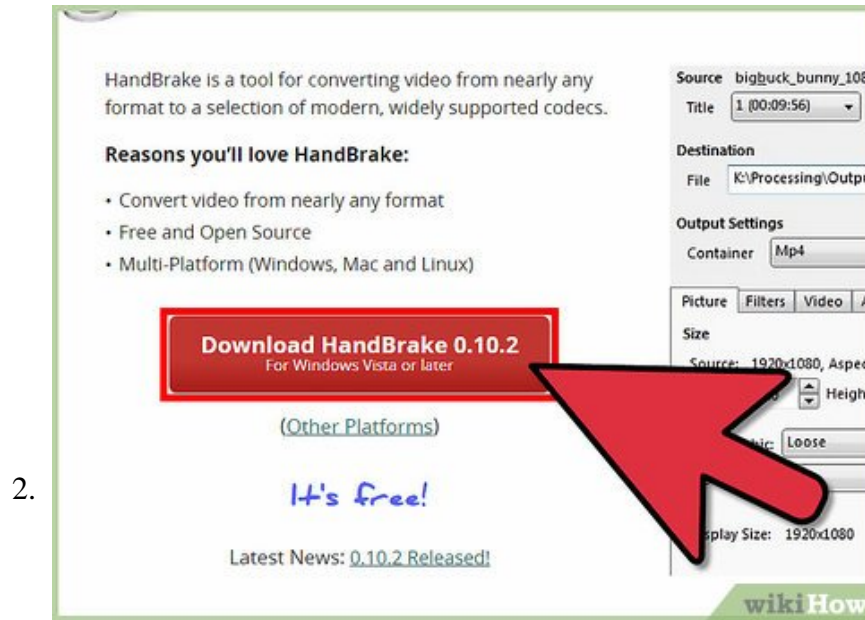 HandBrake is a tool for converting video from nearly any
format to a selection of modern, widely supported codecs.
Reasons you'll love HandBrake:
• Convert video from nearly any format
• Free and Open Source
• Multi-Platform (Windows, Mac and Linux)
Download HandBrake 0.10.2
For Windows Vista or later
(Other Platforms)
2.
It's free!
Latest News: 0.10.2 Released!
Source bigbuck_bunny_108
Title 1 (00:09:56)
Destination
File K:\Processing\Outpu
Output Settings
Container Mp4
Picture Filters Video A
Size
Source: 1920x1080, Aspec
Heigh
Loose
Display Size: 1920x1080
wikiHow